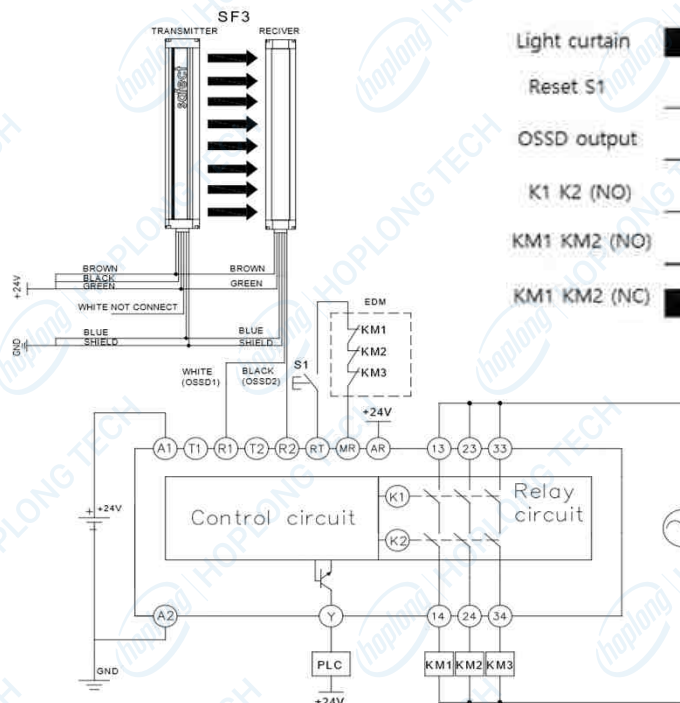 SF3
TRANSMITTER
RECIVER
safect
Light curtain
Reset S1
OSSD output
K1 K2 (NO)
KM1 KM2 (NO)
KM1 KM2 (NC)
BROWN
BLACK
GREEN
BROWN
GREEN
+24V
WHITE NOT CONNECT
BLUE
SHIELD
BLUE
SHIELD
GND
WHITE
(OSSD1)
BLACK
(OSSD2)
S1
EDM
KM1
KM2
KM3
+24V
A1 T1 R1 T2 R2 RT MR AR 13 23 33
+24V
Control circuit
K1
K2
Relay
circuit
A2 Y 14 24 34
GND
PLC
KM1 KM2 KM3
+24V
hoplong | HOPLONG TECH